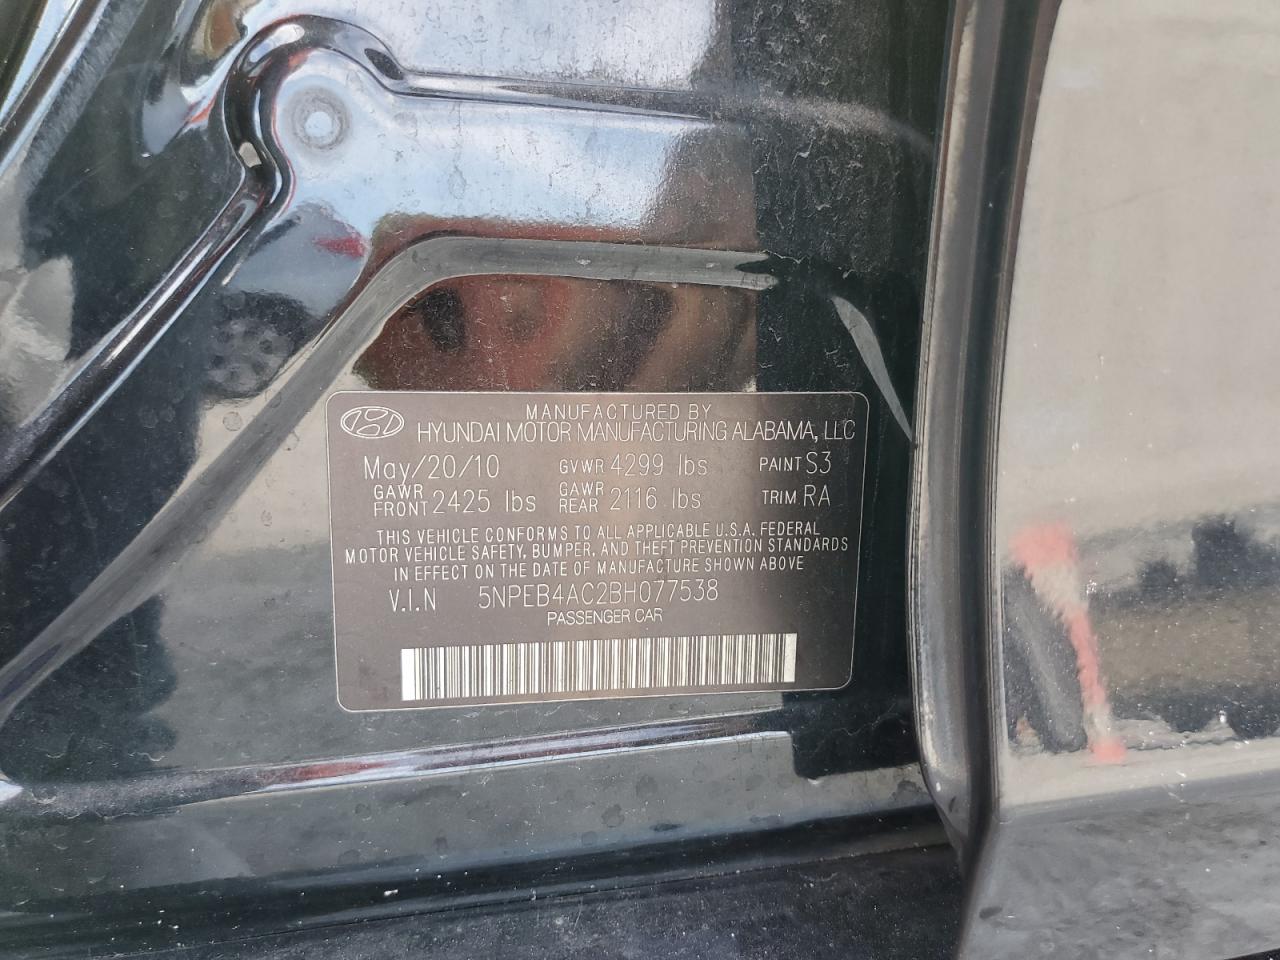 MANUFACTURED BY
HYUNDAI MOTOR MANUFACTURING ALABAMA, LLC
May/20/10 GVWR 4299 lbs PAINT S3
GAWR FRONT 2425 lbs GAWR REAR 2116 lbs TRIM RA
THIS VEHICLE CONFORMS TO ALL APPLICABLE U.S.A. FEDERAL
MOTOR VEHICLE SAFETY, BUMPER, AND THEFT PREVENTION STANDARDS
IN EFFECT ON THE DATE OF MANUFACTURE SHOWN ABOVE
V.I.N 5NPEB4AC2BH077538
PASSENGER CAR